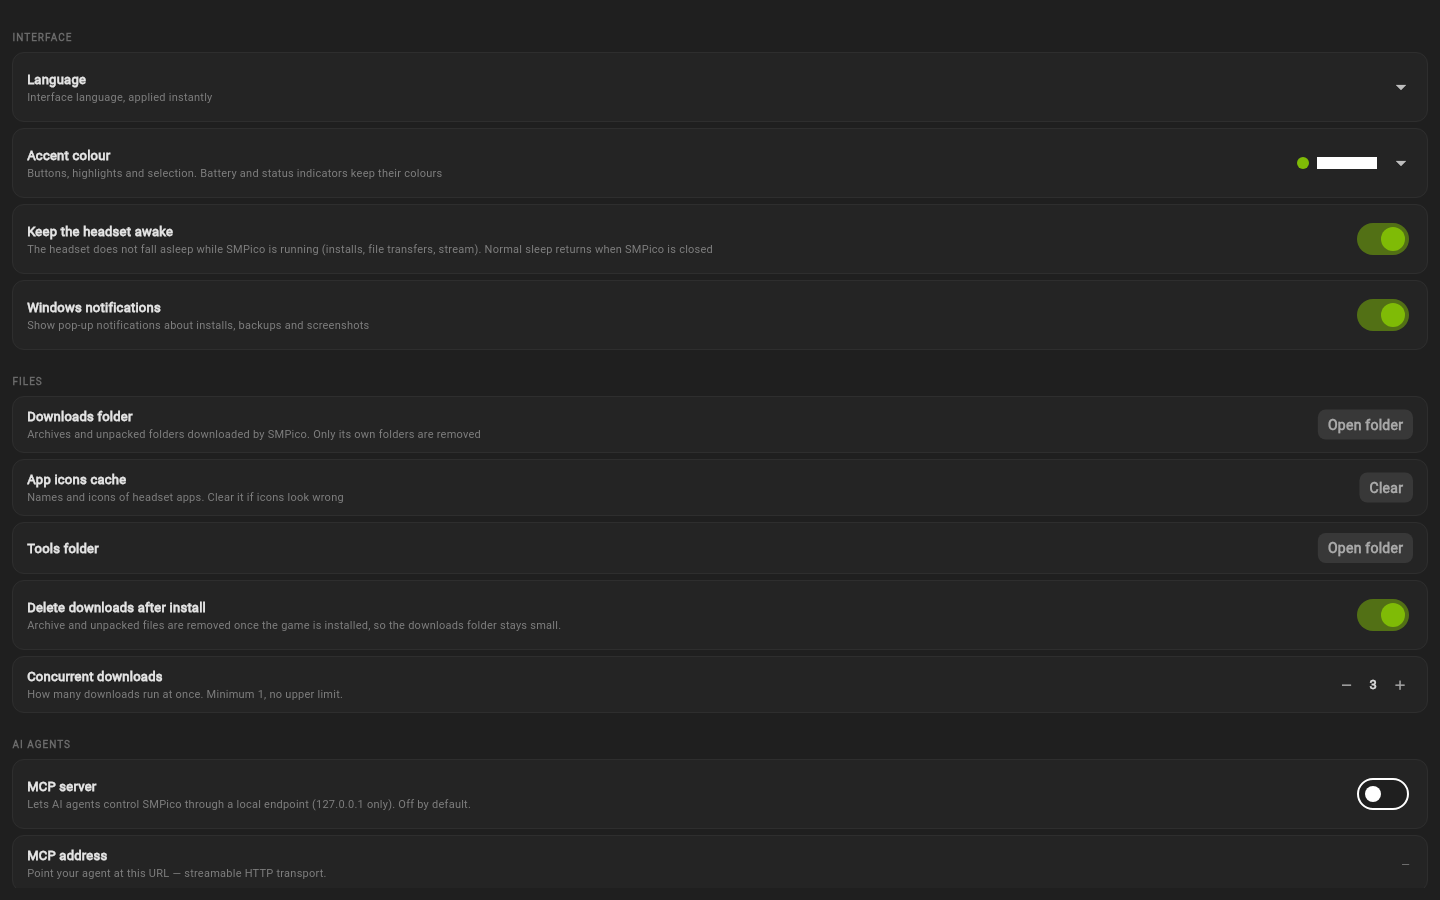 INTERFACE
Language
Interface language, applied instantly
Accent colour
Buttons, highlights and selection. Battery and status indicators keep their colours
Keep the headset awake
The headset does not fall asleep while SMPico is running (installs, file transfers, stream). Normal sleep returns when SMPico is closed
Windows notifications
Show pop-up notifications about installs, backups and screenshots
FILES
Downloads folder
Archives and unpacked folders downloaded by SMPico. Only its own folders are removed
Open folder
App icons cache
Names and icons of headset apps. Clear it if icons look wrong
Clear
Tools folder
Open folder
Delete downloads after install
Archive and unpacked files are removed once the game is installed, so the downloads folder stays small.
Concurrent downloads
How many downloads run at once. Minimum 1, no upper limit.
− 3 +
AI AGENTS
MCP server
Lets AI agents control SMPico through a local endpoint (127.0.0.1 only). Off by default.
MCP address
Point your agent at this URL — streamable HTTP transport.
–